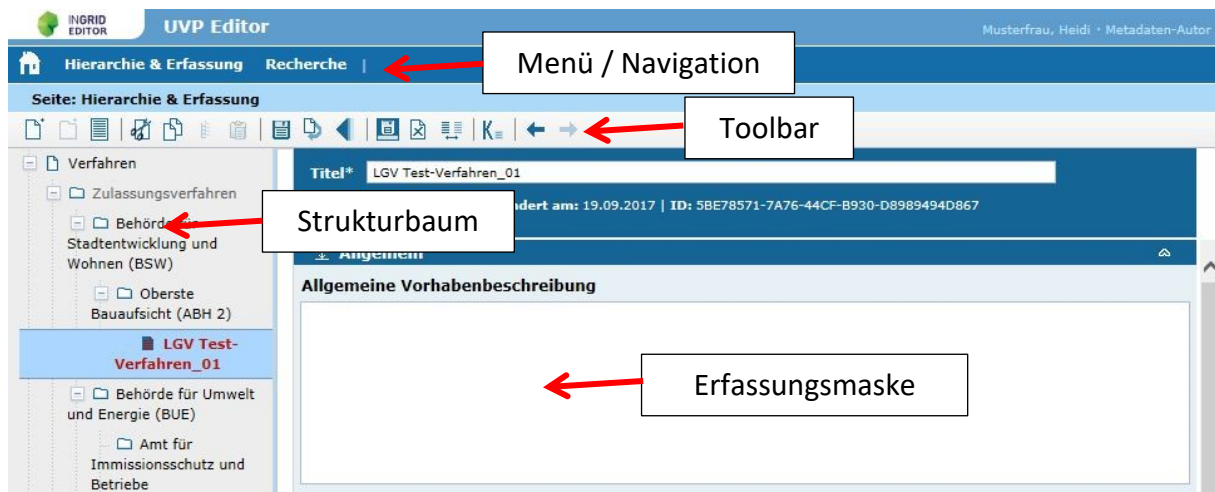 INGRID
EDITOR
UVP Editor
Musterfrau, Heidi • Metadaten-Autor
Hierarchie & Erfassung Recherche |
Menü / Navigation
Seite: Hierarchie & Erfassung
Toolbar
Verfahren
Zulassungsverfahren
Behörde
Stadtentwicklung und
Wohnen (BSW)
Oberste
Bauaufsicht (ABH 2)
LGV Test-
Verfahren_01
Behörde für Umwelt
und Energie (BUE)
Amt für
Immissionsschutz und
Betriebe
Strukturbaum
Titel* LGV Test-Verfahren_01
dert am: 19.09.2017 | ID: 5BE78571-7A76-44CF-B930-D8989494D867
Allgemein
Allgemeine Vorhabenbeschreibung
Erfassungsmaske